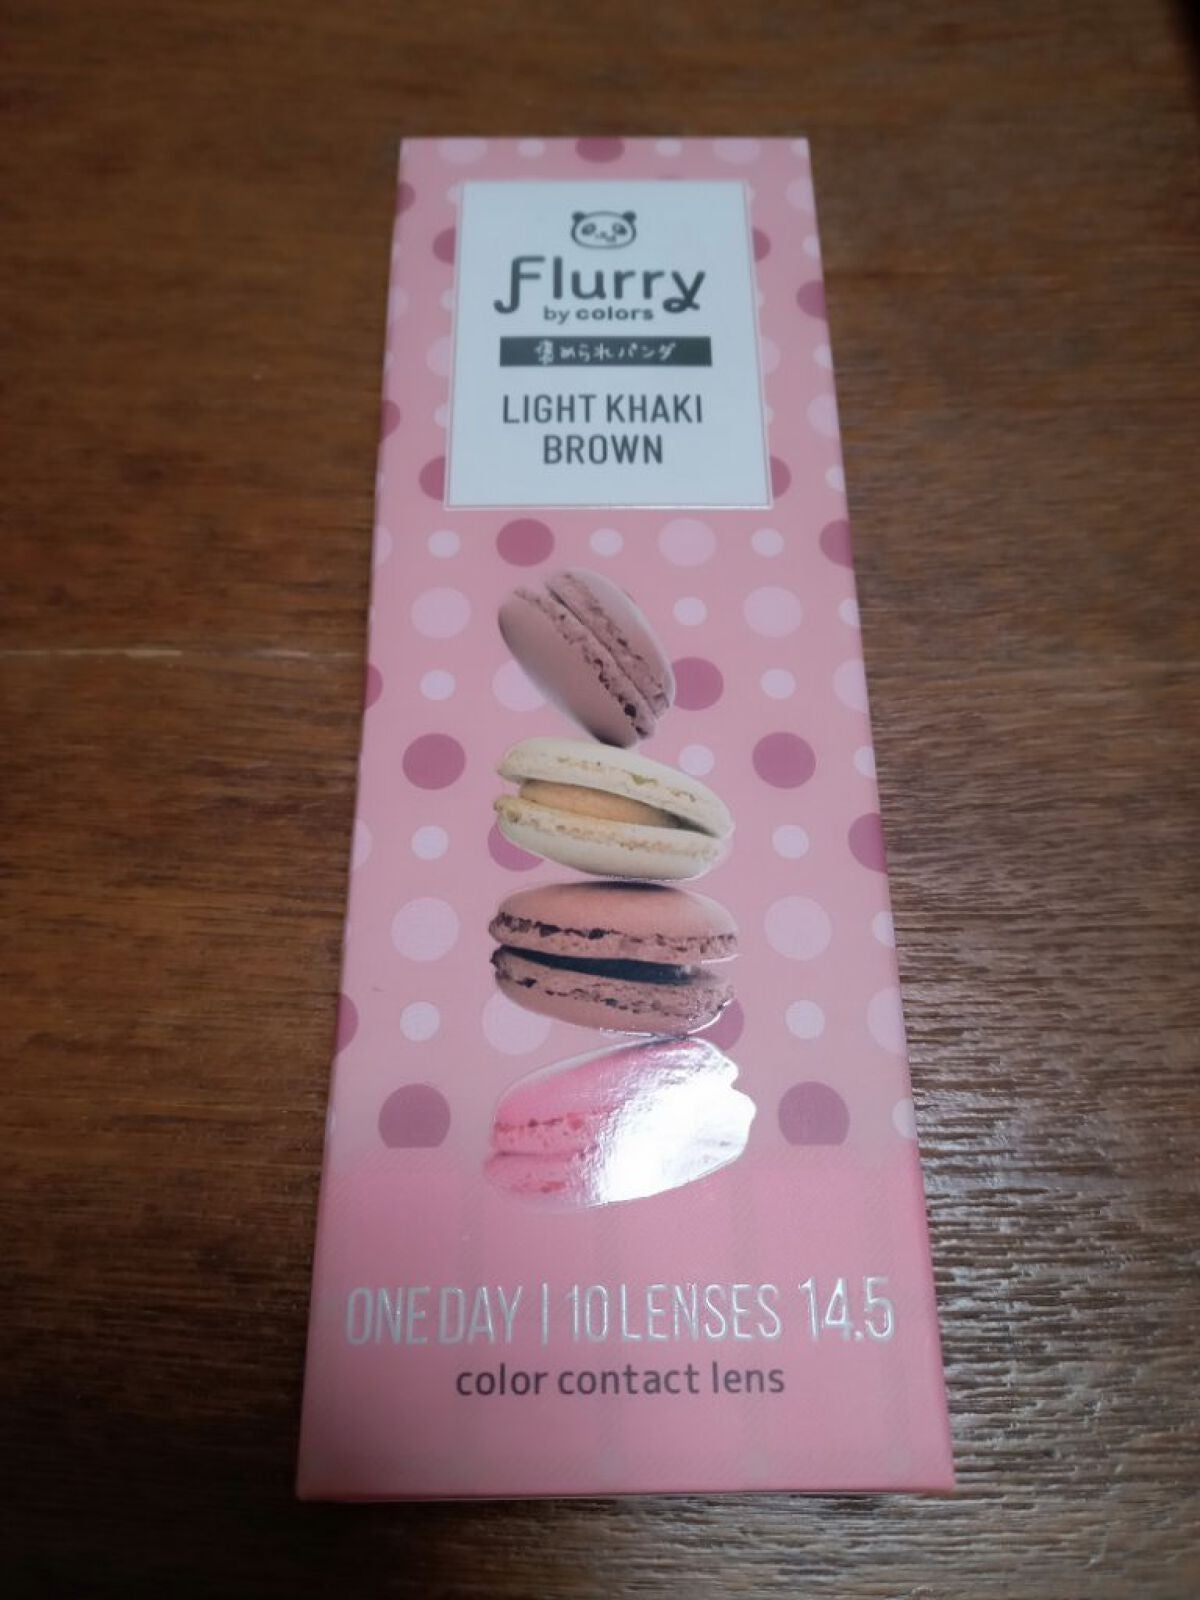 Flurry
by colors
褒められパンダ
LIGHT KHAKI
BROWN
ONE DAY | 10 LENSES 14.5
color contact lens